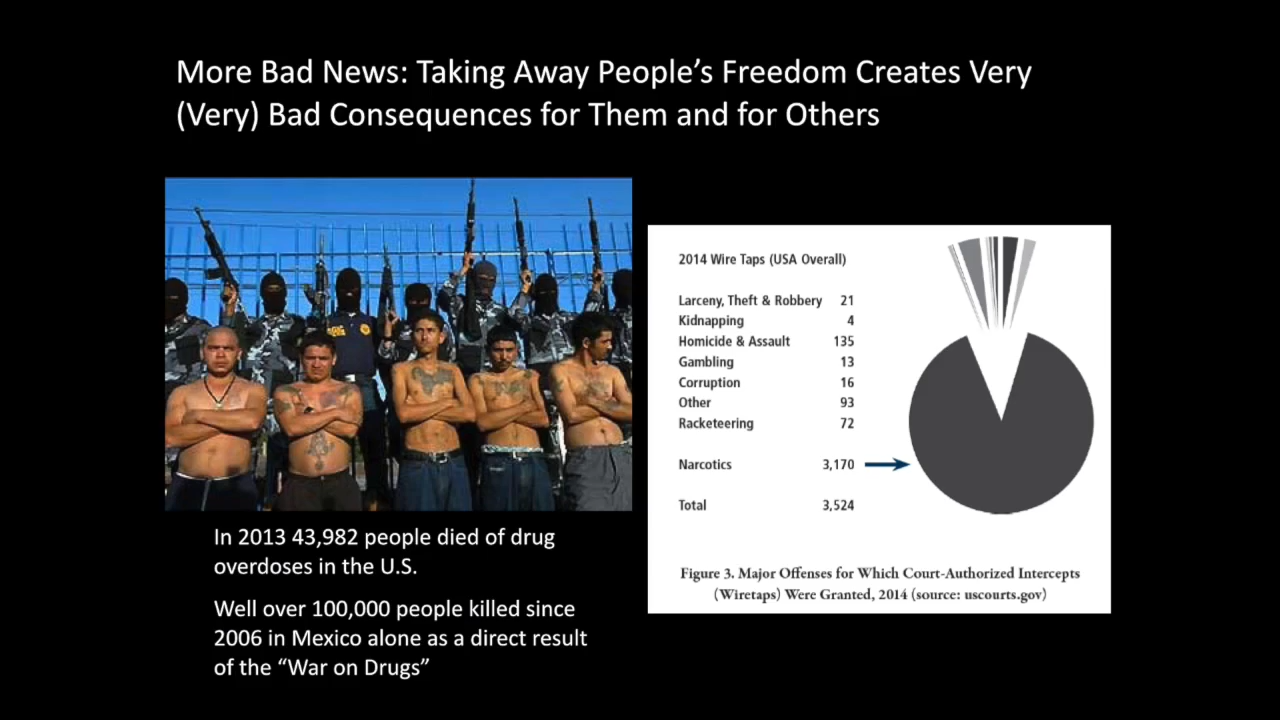 More Bad News: Taking Away People’s Freedom Creates Very
(Very) Bad Consequences for Them and for Others
In 2013 43,982 people died of drug
overdoses in the U.S.
Well over 100,000 people killed since
2006 in Mexico alone as a direct result
of the “War on Drugs”
2014 Wire Taps (USA Overall)
Larceny, Theft & Robbery 21
Kidnapping 4
Homicide & Assault 135
Gambling 13
Corruption 16
Other 93
Racketeering 72
Narcotics 3,170
Total 3,524
Figure 3. Major Offenses for Which Court-Authorized Intercepts
(Wiretaps) Were Granted, 2014 (source: uscourts.gov)